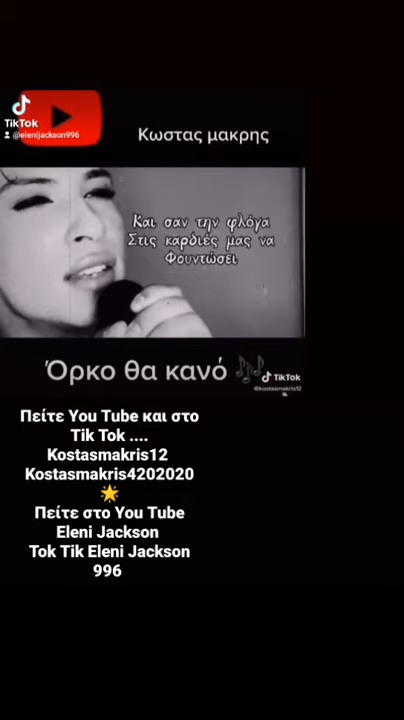 TikTok
@elenijackson996
Κωστας μακρης
Και σαν την φλόγα
Στις καρδιές μας να
Φουντώσει
Όρκο θα κανό
TikTok
@kostasmakris12
Πείτε You Tube και στο
Tik Tok ....
Kostasmakris12
Kostasmakris4202020
Πείτε στο You Tube
Eleni Jackson
Tok Tik Eleni Jackson
996